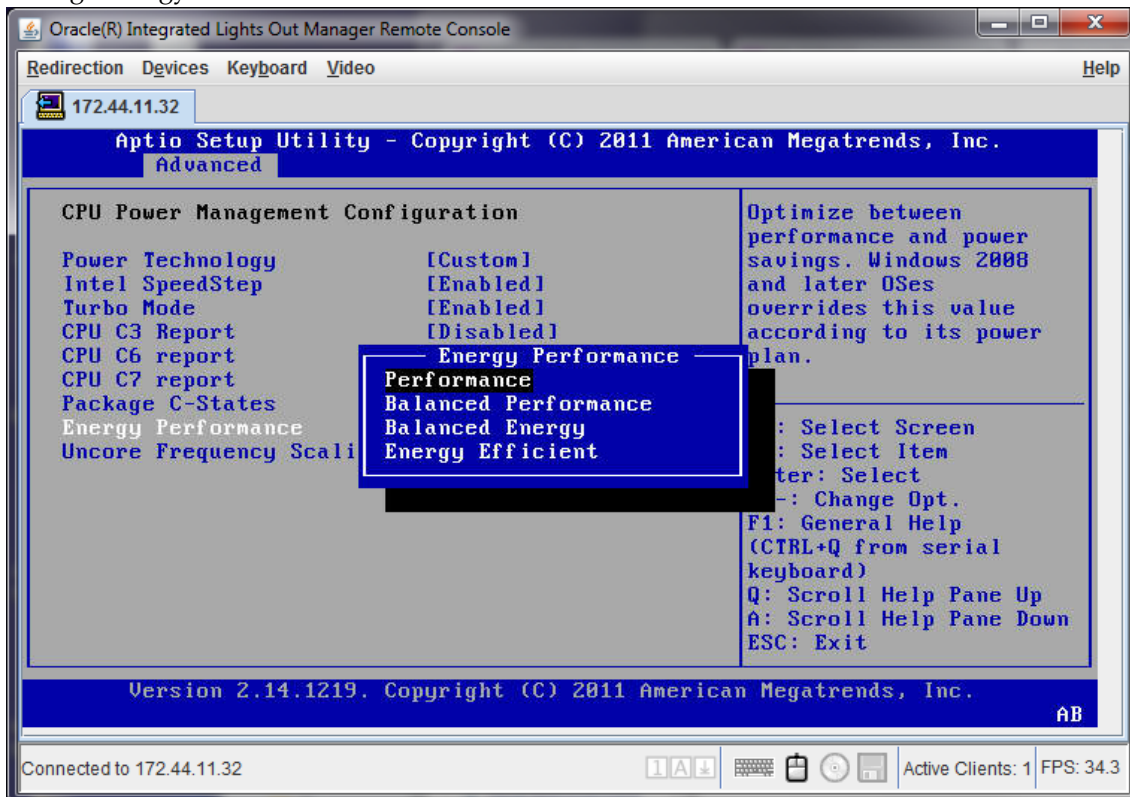 Oracle(R) Integrated Lights Out Manager Remote Console
Redirection Devices Keyboard Video Help
172.44.11.32
Aptio Setup Utility - Copyright (C) 2011 American Megatrends, Inc.
Advanced
CPU Power Management Configuration
Power Technology [Custom]
Intel SpeedStep [Enabled]
Turbo Mode [Enabled]
CPU C3 Report [Disabled]
CPU C6 report
CPU C7 report
Package C-States
Energy Performance
Uncore Frequency Scali
Energy Performance
Performance
Balanced Performance
Balanced Energy
Energy Efficient
Optimize between
performance and power
savings. Windows 2008
and later OSes
overrides this value
according to its power
plan.
: Select Screen
: Select Item
ter: Select
-: Change Opt.
F1: General Help
(CTRL+Q from serial
keyboard)
Q: Scroll Help Pane Up
A: Scroll Help Pane Down
ESC: Exit
Version 2.14.1219. Copyright (C) 2011 American Megatrends, Inc.
AB
Connected to 172.44.11.32 1 A Active Clients: 1 FPS: 34.3